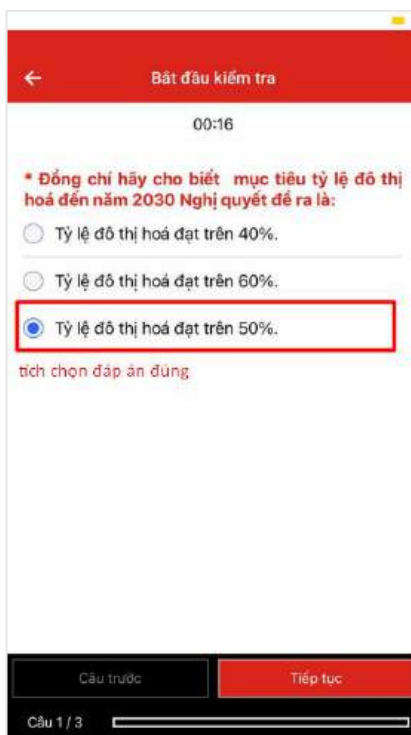 Bắt đầu kiểm tra
00:16
* Đồng chí hãy cho biết mục tiêu tỷ lệ đô thị
hoá đến năm 2030 Nghị quyết đề ra là:
Tỷ lệ đô thị hoá đạt trên 40%.
Tỷ lệ đô thị hoá đạt trên 60%.
Tỷ lệ đô thị hoá đạt trên 50%.
tích chọn đáp án đúng
Câu trước
Tiếp tục
Câu 1 / 3